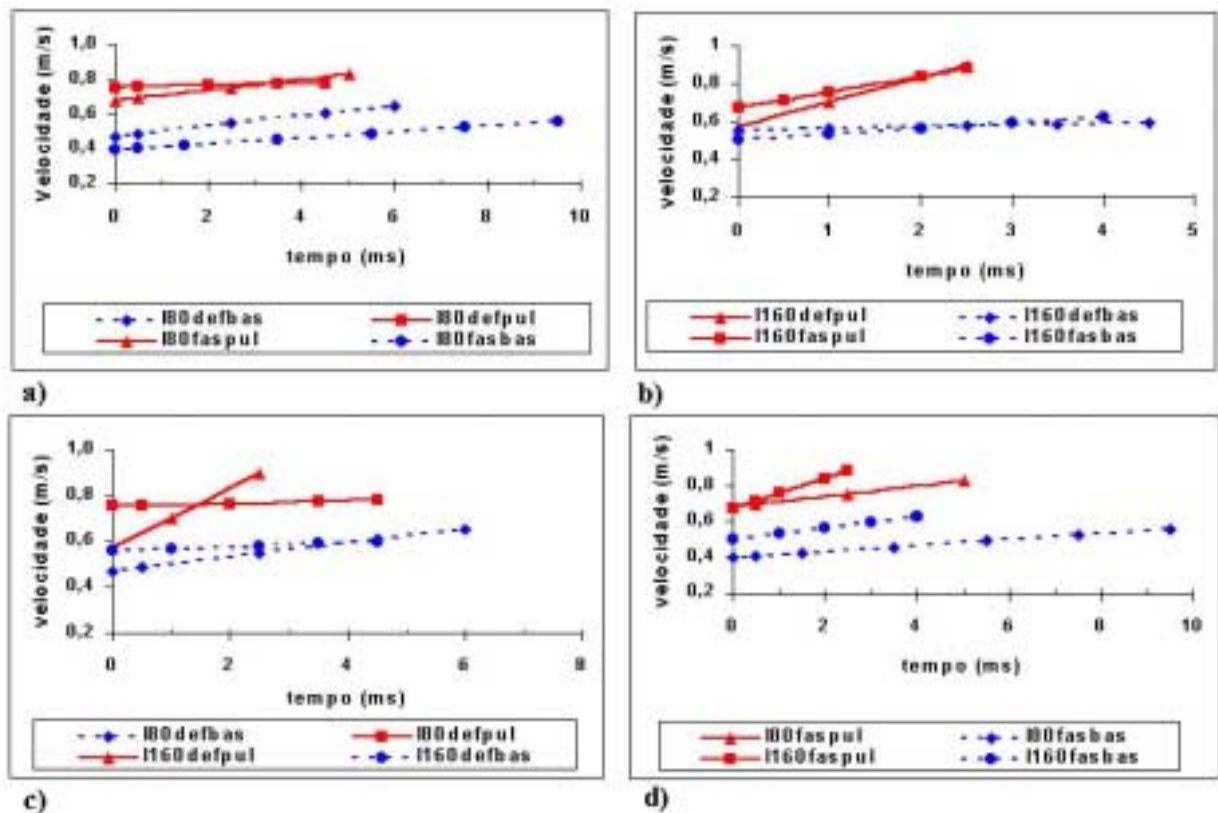 Velocidade (m/s)
1,0
0,8
0,6
0,4
0,2
0 2 4 6 8 10
tempo (ms)
I80defbas I80defpul
I80faspul I80fasbas
a)
velocidade (m/s)
1
0,8
0,6
0,4
0,2
0 1 2 3 4 5
tempo (ms)
I160defpul I160defbas
I160faspul I160fasbas
b)
velocidade (m/s)
1,0
0,8
0,6
0,4
0,2
0 2 4 6 8
tempo (ms)
I80defbas I80defpul
I160defpul I160defbas
c)
velocidade (m/s)
1
0,8
0,6
0,4
0,2
0 2 4 6 8 10
tempo (ms)
I80faspul I80fasbas
I160faspul I160fasbas
d)